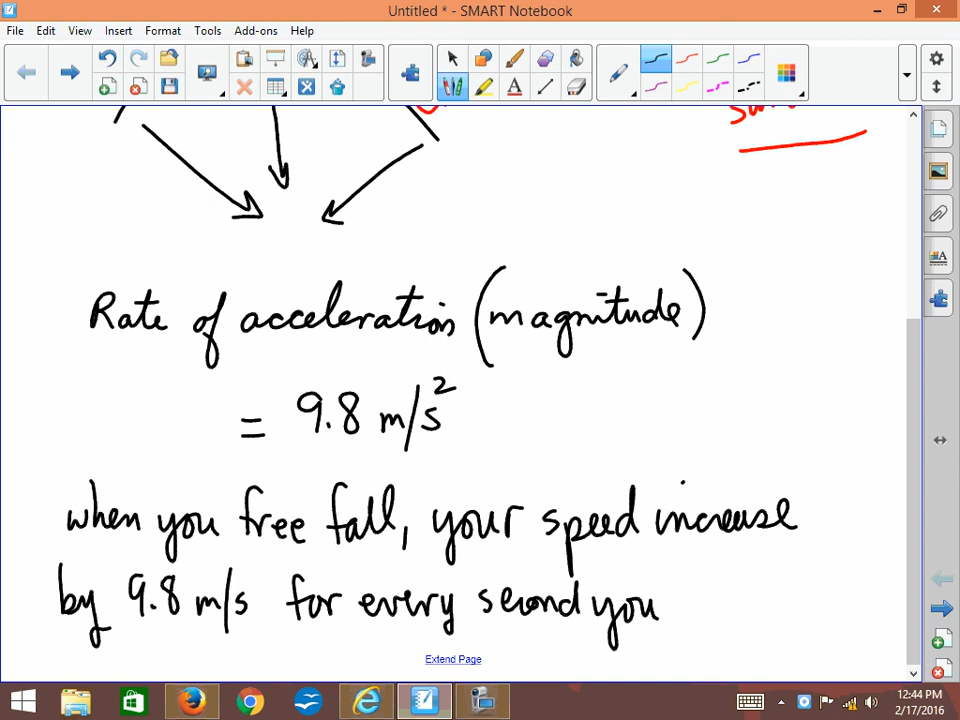 Untitled * - SMART Notebook
File Edit View Insert Format Tools Add-ons Help
Rate of acceleration (magnitude)
= 9.8 m/s²
when you free fall, your speed increase
by 9.8 m/s for every second you
Extend Page
12:44 PM
2/17/2016